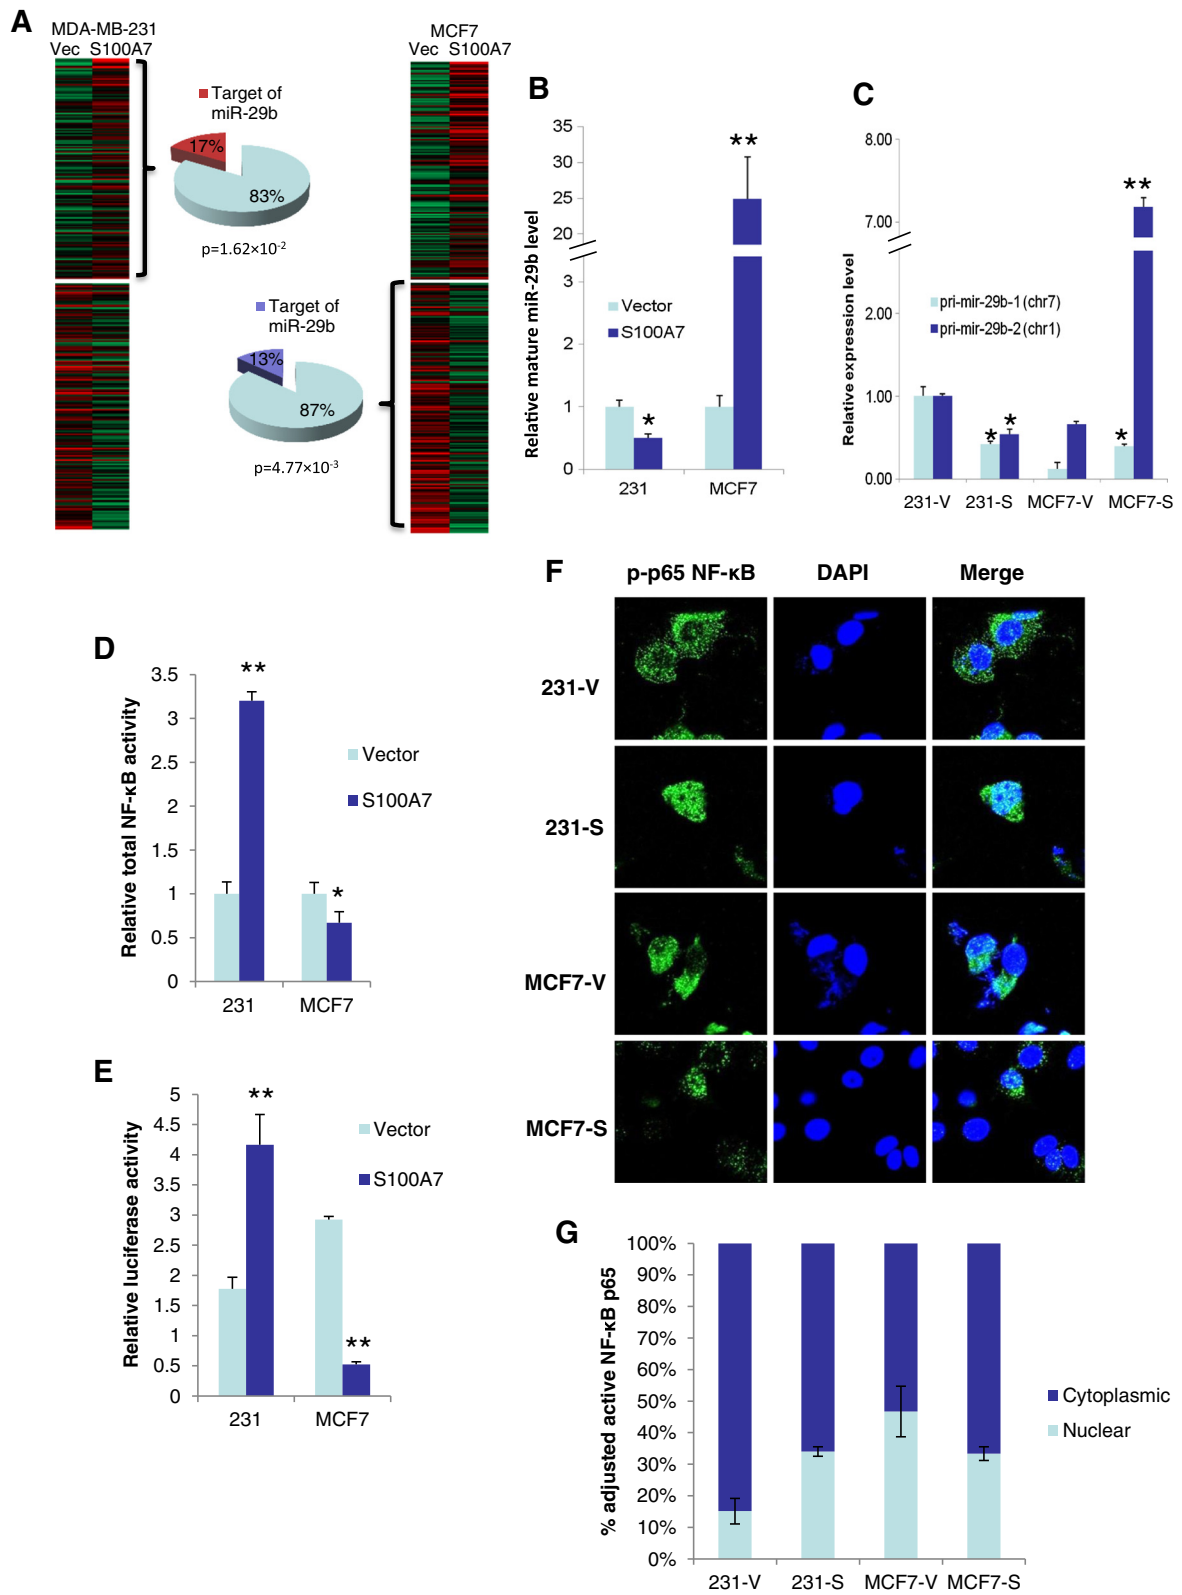 A
MDA-MB-231
Vec S100A7
MCF7
Vec S100A7
Target of
miR-29b
17%
83%
p=1.62×10-2
Target of
miR-29b
13%
87%
p=4.77×10-3
B
Relative mature miR-29b level
35
30
25
20
3
2
1
0
**
*
Vector
S100A7
231
MCF7
C
Relative expression level
8.00
7.00
2.00
1.00
0.00
**
*
*
*
pri-mir-29b-1 (chr7)
pri-mir-29b-2 (chr1)
231-V
231-S
MCF7-V
MCF7-S
D
Relative total NF-κB activity
3.5
3
2.5
2
1.5
1
0.5
0
**
*
Vector
S100A7
231
MCF7
E
Relative luciferase activity
5
4.5
4
3.5
3
2.5
2
1.5
1
0.5
0
**
**
Vector
S100A7
231
MCF7
F
p-p65 NF-κB
DAPI
Merge
231-V
231-S
MCF7-V
MCF7-S
G
% adjusted active NF-κB p65
100%
90%
80%
70%
60%
50%
40%
30%
20%
10%
0%
Cytoplasmic
Nuclear
231-V
231-S
MCF7-V
MCF7-S